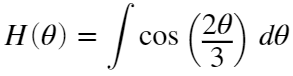 H(θ) = ∫ cos (2θ/3) dθ